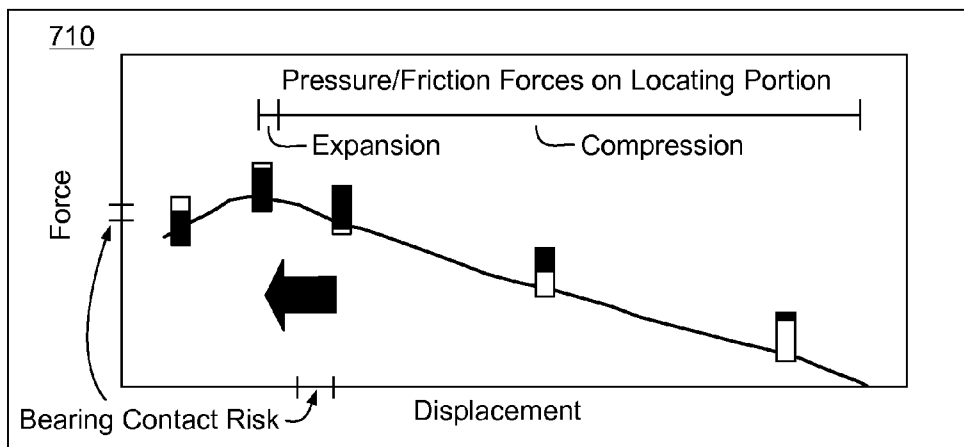 710
Pressure/Friction Forces on Locating Portion
Expansion
Compression
Force
Bearing Contact Risk
Displacement